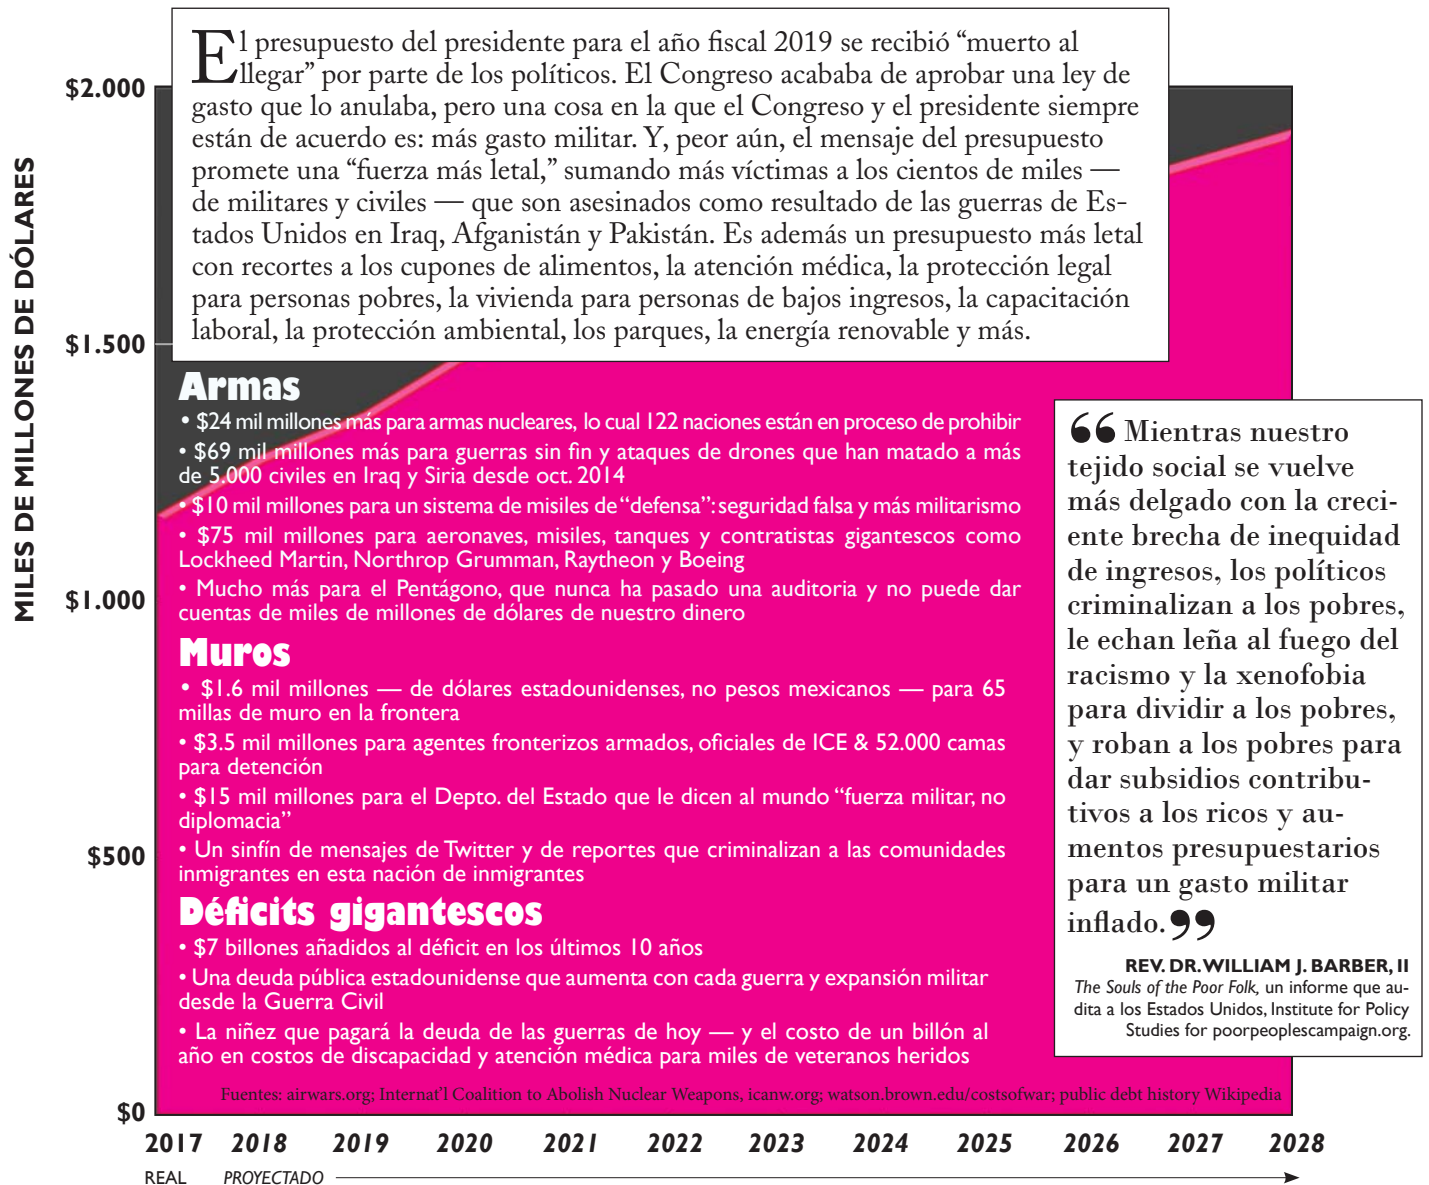 El presupuesto del presidente para el año fiscal 2019 se recibió “muerto al
llegar” por parte de los políticos. El Congreso acababa de aprobar una ley de
gasto que lo anulaba, pero una cosa en la que el Congreso y el presidente siempre
están de acuerdo es: más gasto militar. Y, peor aún, el mensaje del presupuesto
promete una “fuerza más letal,” sumando más víctimas a los cientos de miles —
de militares y civiles — que son asesinados como resultado de las guerras de Es-
tados Unidos en Iraq, Afganistán y Pakistán. Es además un presupuesto más letal
con recortes a los cupones de alimentos, la atención médica, la protección legal
para personas pobres, la vivienda para personas de bajos ingresos, la capacitación
laboral, la protección ambiental, los parques, la energía renovable y más.
MILES DE MILLONES DE DÓLARES
$2.000
$1.500
$1.000
$500
$0
Armas
• $24 mil millones más para armas nucleares, lo cual 122 naciones están en proceso de prohibir
• $69 mil millones más para guerras sin fin y ataques de drones que han matado a más
de 5.000 civiles en Iraq y Siria desde oct. 2014
• $10 mil millones para un sistema de misiles de “defensa”: seguridad falsa y más militarismo
• $75 mil millones para aeronaves, misiles, tanques y contratistas gigantescos como
Lockheed Martin, Northrop Grumman, Raytheon y Boeing
• Mucho más para el Pentágono, que nunca ha pasado una auditoria y no puede dar
cuentas de miles de millones de dólares de nuestro dinero
Muros
• $1.6 mil millones — de dólares estadounidenses, no pesos mexicanos — para 65
millas de muro en la frontera
• $3.5 mil millones para agentes fronterizos armados, oficiales de ICE & 52.000 camas
para detención
• $15 mil millones para el Depto. del Estado que le dicen al mundo “fuerza militar, no
diplomacia”
• Un sinfín de mensajes de Twitter y de reportes que criminalizan a las comunidades
inmigrantes en esta nación de inmigrantes
Déficits gigantescos
• $7 billones añadidos al déficit en los últimos 10 años
• Una deuda pública estadounidense que aumenta con cada guerra y expansión militar
desde la Guerra Civil
• La niñez que pagará la deuda de las guerras de hoy — y el costo de un billón al
año en costos de discapacidad y atención médica para miles de veteranos heridos
Fuentes: airwars.org; Internat’l Coalition to Abolish Nuclear Weapons, icanw.org; watson.brown.edu/costsofwar; public debt history Wikipedia
“Mientras nuestro
tejido social se vuelve
más delgado con la creci-
ente brecha de inequidad
de ingresos, los políticos
criminalizan a los pobres,
le echan leña al fuego del
racismo y la xenofobia
para dividir a los pobres,
y roban a los pobres para
dar subsidios contribu-
tivos a los ricos y au-
mentos presupuestarios
para un gasto militar
inflado.”
REV. DR. WILLIAM J. BARBER, II
The Souls of the Poor Folk, un informe que au-
dita a los Estados Unidos, Institute for Policy
Studies for poorpeoplescampaign.org.
2017 2018 2019 2020 2021 2022 2023 2024 2025 2026 2027 2028
REAL PROYECTADO